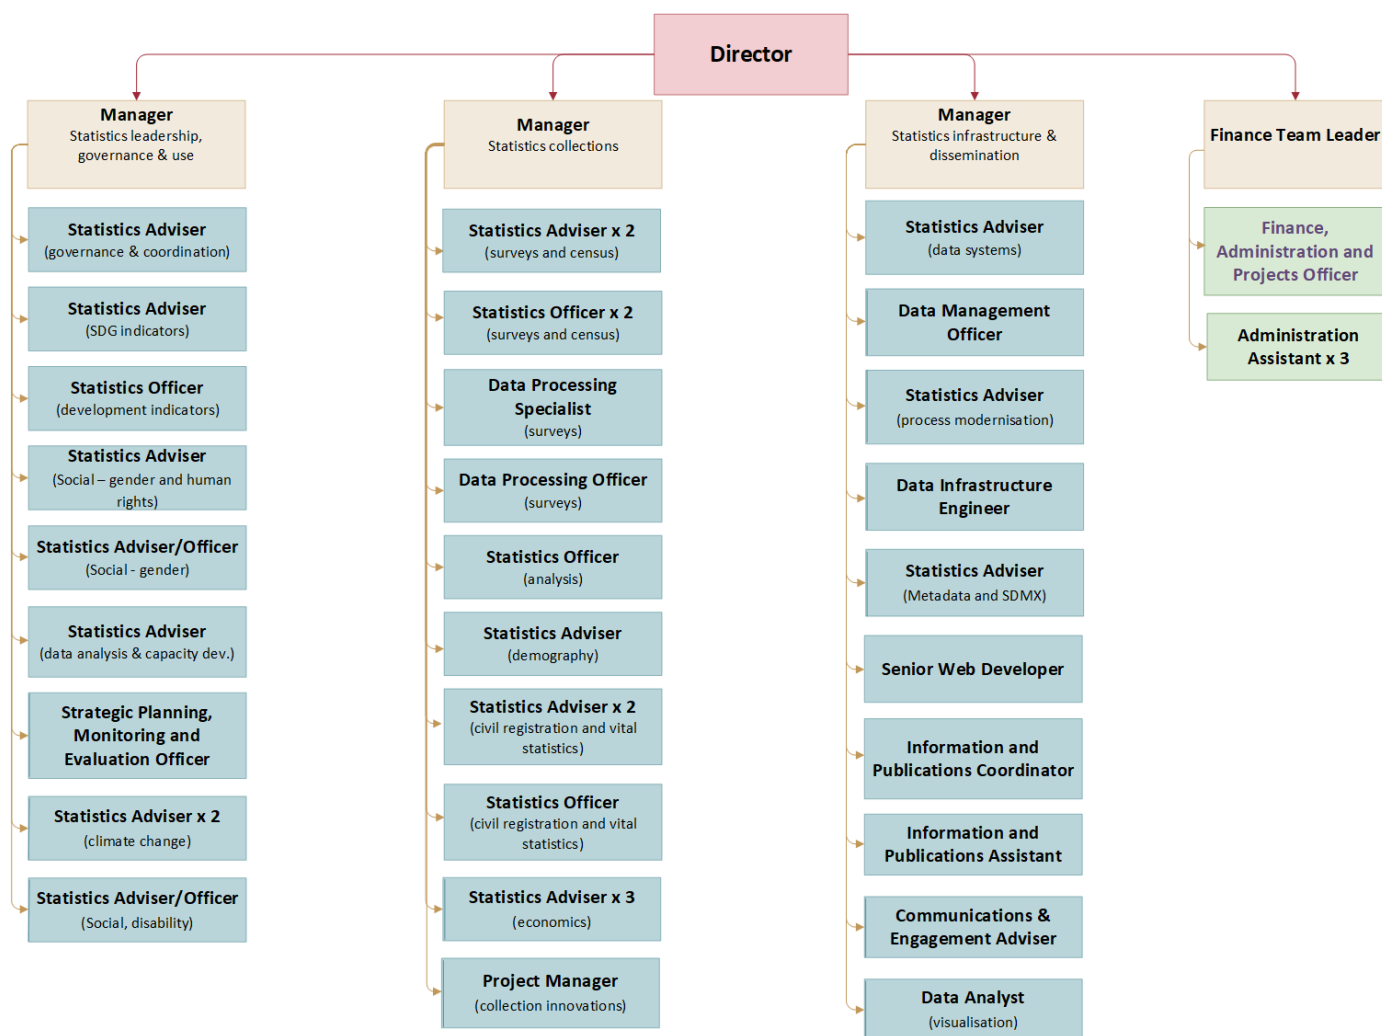 Director
Manager
Statistics leadership,
governance & use
Statistics Adviser
(governance & coordination)
Statistics Adviser
(SDG indicators)
Statistics Officer
(development indicators)
Statistics Adviser
(Social – gender and human
rights)
Statistics Adviser/Officer
(Social - gender)
Statistics Adviser
(data analysis & capacity dev.)
Strategic Planning,
Monitoring and
Evaluation Officer
Statistics Adviser x 2
(climate change)
Statistics Adviser/Officer
(Social, disability)
Manager
Statistics collections
Statistics Adviser x 2
(surveys and census)
Statistics Officer x 2
(surveys and census)
Data Processing
Specialist
(surveys)
Data Processing Officer
(surveys)
Statistics Officer
(analysis)
Statistics Adviser
(demography)
Statistics Adviser x 2
(civil registration and vital
statistics)
Statistics Officer
(civil registration and vital
statistics)
Statistics Adviser x 3
(economics)
Project Manager
(collection innovations)
Manager
Statistics infrastructure &
dissemination
Statistics Adviser
(data systems)
Data Management
Officer
Statistics Adviser
(process modernisation)
Data Infrastructure
Engineer
Statistics Adviser
(Metadata and SDMX)
Senior Web Developer
Information and
Publications Coordinator
Information and
Publications Assistant
Communications &
Engagement Adviser
Data Analyst
(visualisation)
Finance Team Leader
Finance,
Administration and
Projects Officer
Administration
Assistant x 3